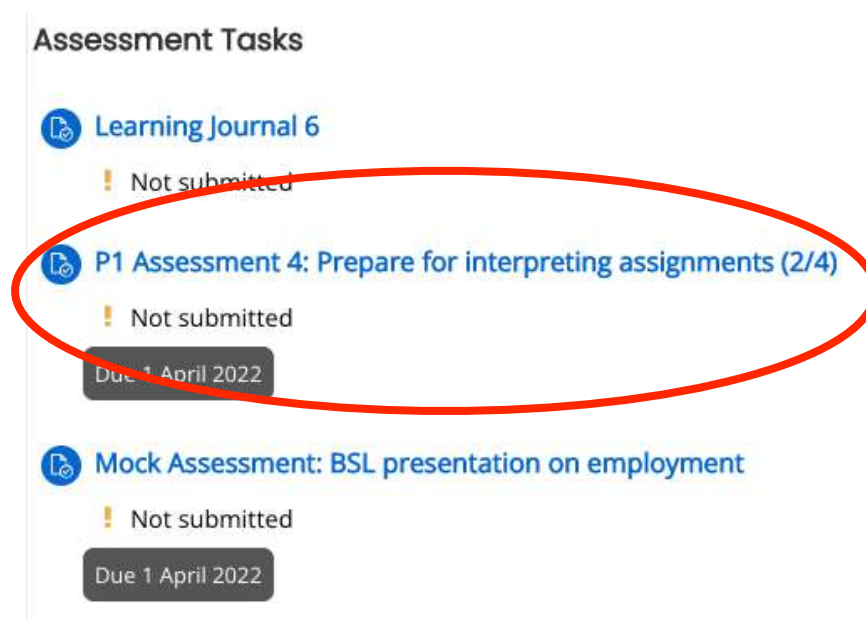 Assessment Tasks
Learning Journal 6
! Not submitted
P1 Assessment 4: Prepare for interpreting assignments (2/4)
! Not submitted
Due 1 April 2022
Mock Assessment: BSL presentation on employment
! Not submitted
Due 1 April 2022